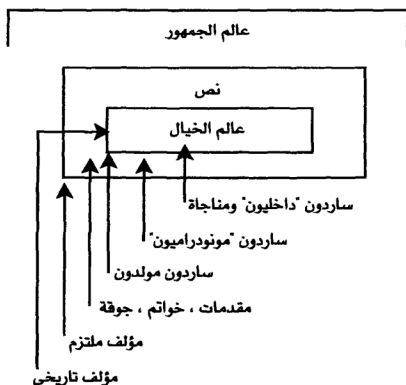 عالم الجمهور
نص
عالم الخيال
ساردون "داخليون" ومناجاة
ساردون "مونودراميون"
ساردون مولدون
مقدمات ، خواتم ، جوقة
مؤلف ملتزم
مؤلف تاريخي